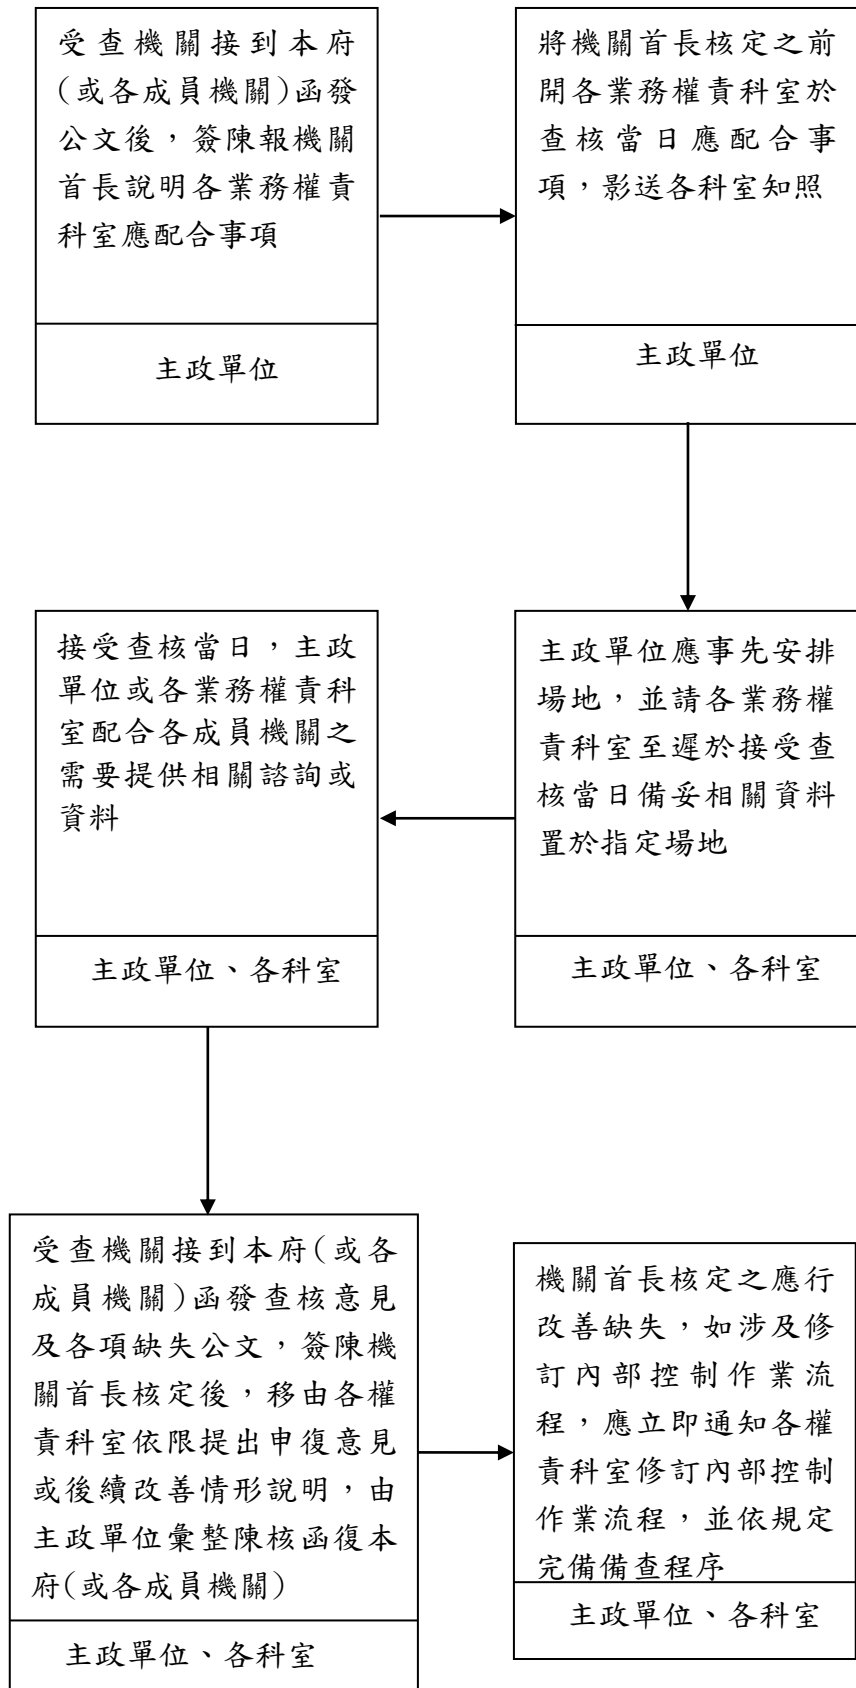 受查機關接到本府
(或各成員機關)函發
公文後，簽陳報機關
首長說明各業務權責
科室應配合事項
主政單位
將機關首長核定之前
開各業務權責科室於
查核當日應配合事
項，影送各科室知照
主政單位
主政單位應事先安排
場地，並請各業務權
責科室至遲於接受查
核當日備妥相關資料
置於指定場地
主政單位、各科室
接受查核當日，主政
單位或各業務權責科
室配合各成員機關之
需要提供相關諮詢或
資料
主政單位、各科室
受查機關接到本府(或各
成員機關)函發查核意見
及各項缺失公文，簽陳機
關首長核定後，移由各權
責科室依限提出申復意見
或後續改善情形說明，由
主政單位彙整陳核函復本
府(或各成員機關)
主政單位、各科室
機關首長核定之應行
改善缺失，如涉及修
訂內部控制作業流
程，應立即通知各權
責科室修訂內部控制
作業流程，並依規定
完備備查程序
主政單位、各科室